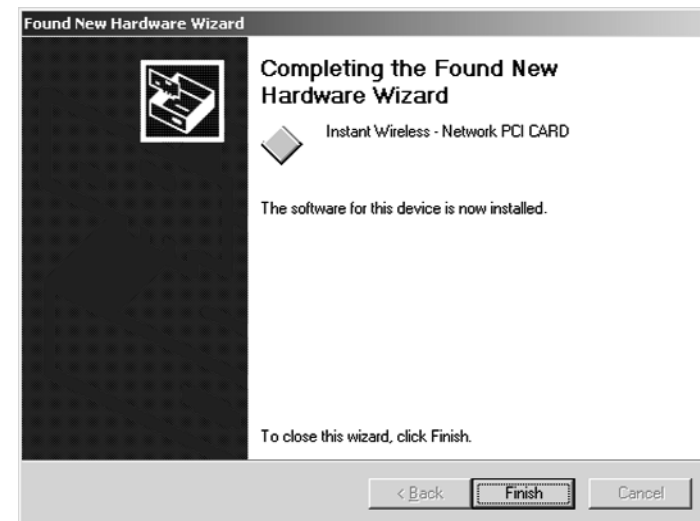 Found New Hardware Wizard
Completing the Found New
Hardware Wizard
Instant Wireless - Network PCI CARD
The software for this device is now installed.
To close this wizard, click Finish.
< Back
Finish
Cancel